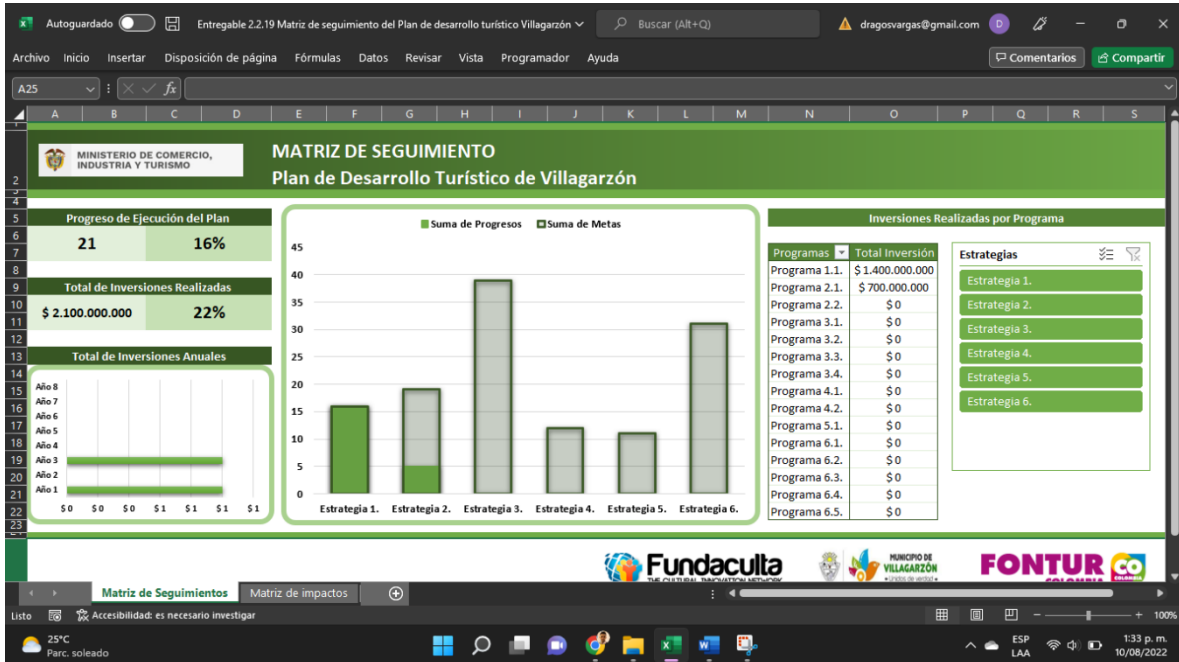 Autoguardado
Entregable 2.2.19 Matriz de seguimiento del Plan de desarrollo turístico Villagarzón
Buscar (Alt+Q)
dragosvargas@gmail.com
D
Archivo Inicio Insertar Disposición de página Fórmulas Datos Revisar Vista Programador Ayuda
Comentarios
Compartir
A25
fx
A B C D E F G H I J K L M N O P Q R S
MINISTERIO DE COMERCIO,
INDUSTRIA Y TURISMO
MATRIZ DE SEGUIMIENTO
Plan de Desarrollo Turístico de Villagarzón
Progreso de Ejecución del Plan
21 16%
Total de Inversiones Realizadas
$ 2.100.000.000 22%
Total de Inversiones Anuales
Año 8
Año 7
Año 6
Año 5
Año 4
Año 3
Año 2
Año 1
$ 0 $ 0 $ 0 $ 1 $ 1 $ 1 $ 1
Suma de Progresos Suma de Metas
45
40
35
30
25
20
15
10
5
0
Estrategia 1. Estrategia 2. Estrategia 3. Estrategia 4. Estrategia 5. Estrategia 6.
Inversiones Realizadas por Programa
Programas Total Inversión
Programa 1.1. $ 1.400.000.000
Programa 2.1. $ 700.000.000
Programa 2.2. $ 0
Programa 3.1. $ 0
Programa 3.2. $ 0
Programa 3.3. $ 0
Programa 3.4. $ 0
Programa 4.1. $ 0
Programa 4.2. $ 0
Programa 5.1. $ 0
Programa 6.1. $ 0
Programa 6.2. $ 0
Programa 6.3. $ 0
Programa 6.4. $ 0
Programa 6.5. $ 0
Estrategias
Estrategia 1.
Estrategia 2.
Estrategia 3.
Estrategia 4.
Estrategia 5.
Estrategia 6.
Fundaculta
THE CULTURAL INNOVATION NETWORK
MUNICIPIO DE
VILLAGARZÓN
FONTUR
COLOMBIA
CO
COLOMBIA
Matriz de Seguimientos Matriz de impactos
Listo Accesibilidad: es necesario investigar
100%
25°C
Parc. soleado
ESP
LAA
1:33 p. m.
10/08/2022